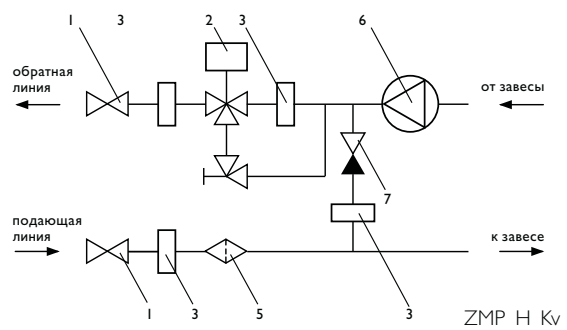 1 3 2 3 6
обратная
линия
от завесы
7
подающая
линия
к завесе
1 3 5 3
ZMP H Kv